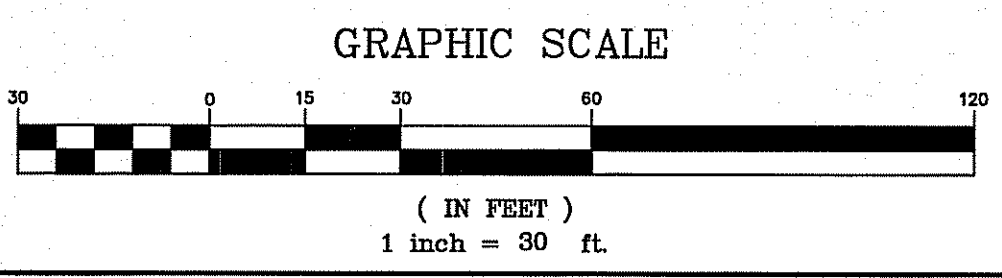 GRAPHIC SCALE
30 0 15 30 60 120
( IN FEET )
1 inch = 30 ft.